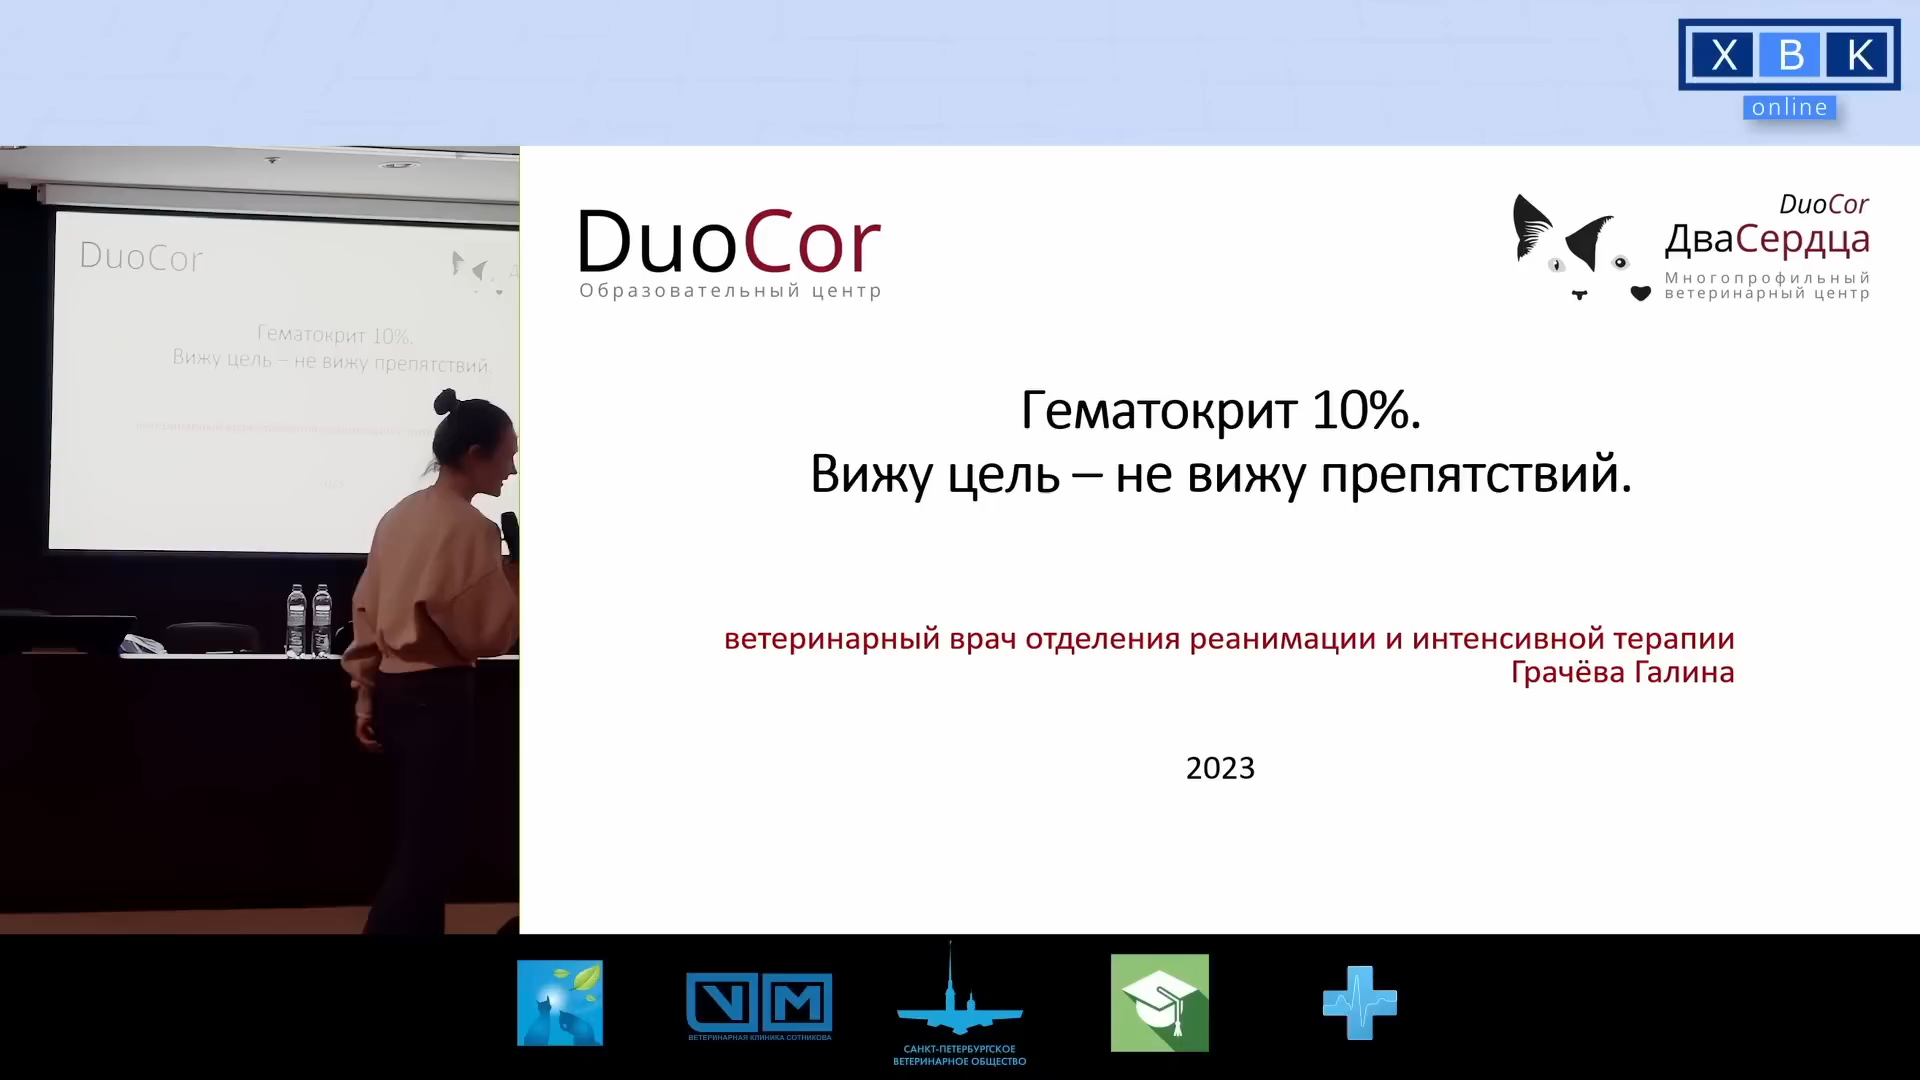 Х В К
online
DuoCor
Гематокрит 10%.
Вижу цель – не вижу препятствий.
DuoCor
Образовательный центр
DuoCor
ДваСердца
Многопрофильный
ветеринарный центр
Гематокрит 10%.
Вижу цель – не вижу препятствий.
ветеринарный врач отделения реанимации и интенсивной терапии
Грачёва Галина
2023
VM
ВЕТЕРИНАРНАЯ КЛИНИКА СОТНИКОВА
САНКТ-ПЕТЕРБУРГСКОЕ
ВЕТЕРИНАРНОЕ ОБЩЕСТВО